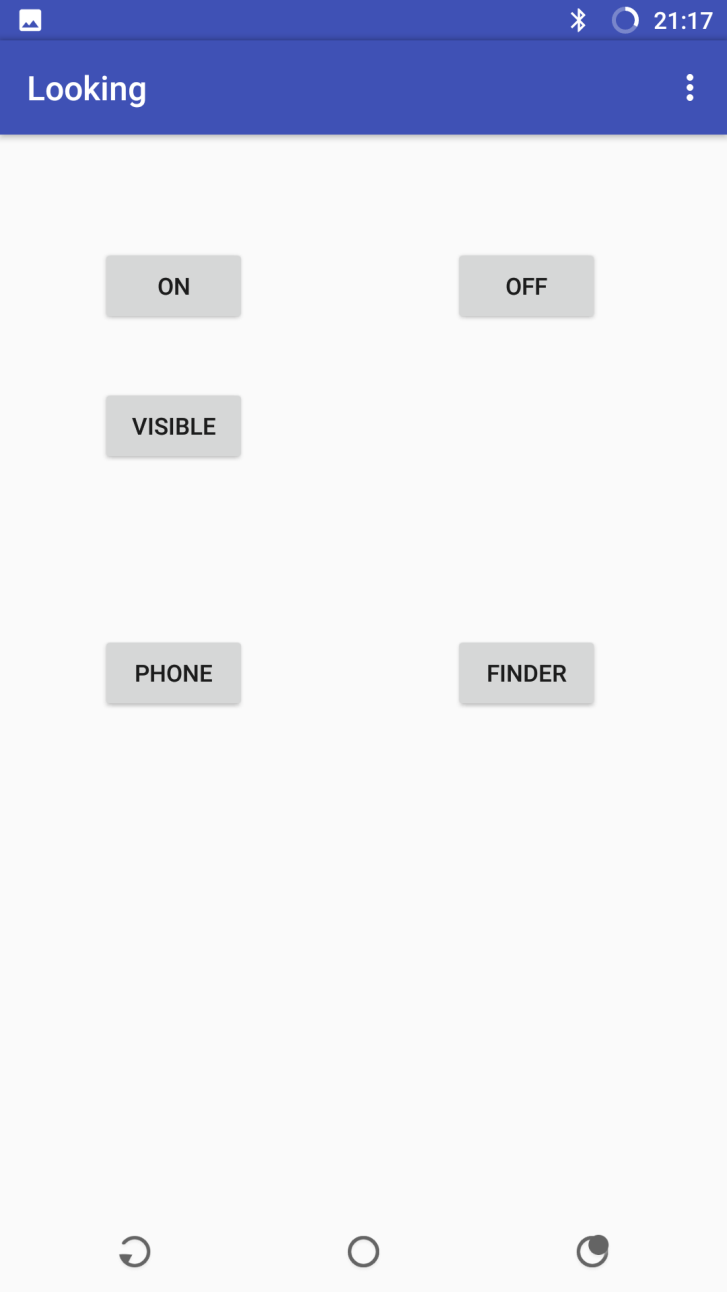 21:17
Looking
ON OFF
VISIBLE
PHONE FINDER